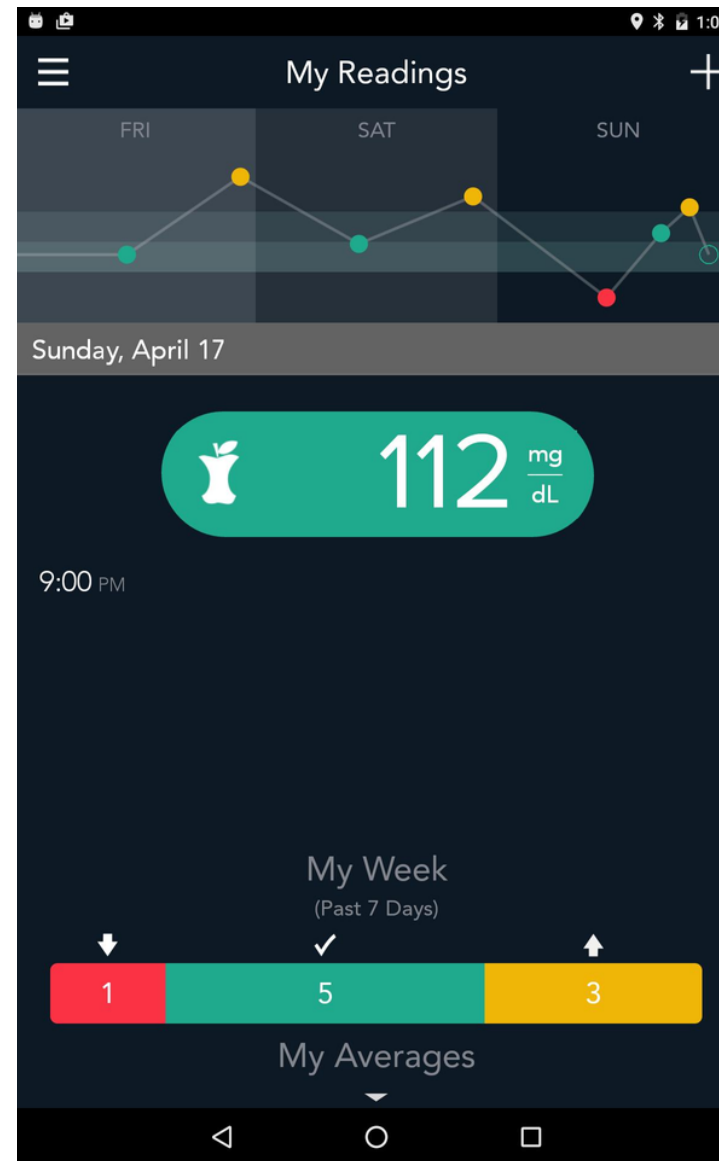 1:0
My Readings
FRI SAT SUN
Sunday, April 17
112 mg
dL
9:00 PM
My Week
(Past 7 Days)
1 5 3
My Averages